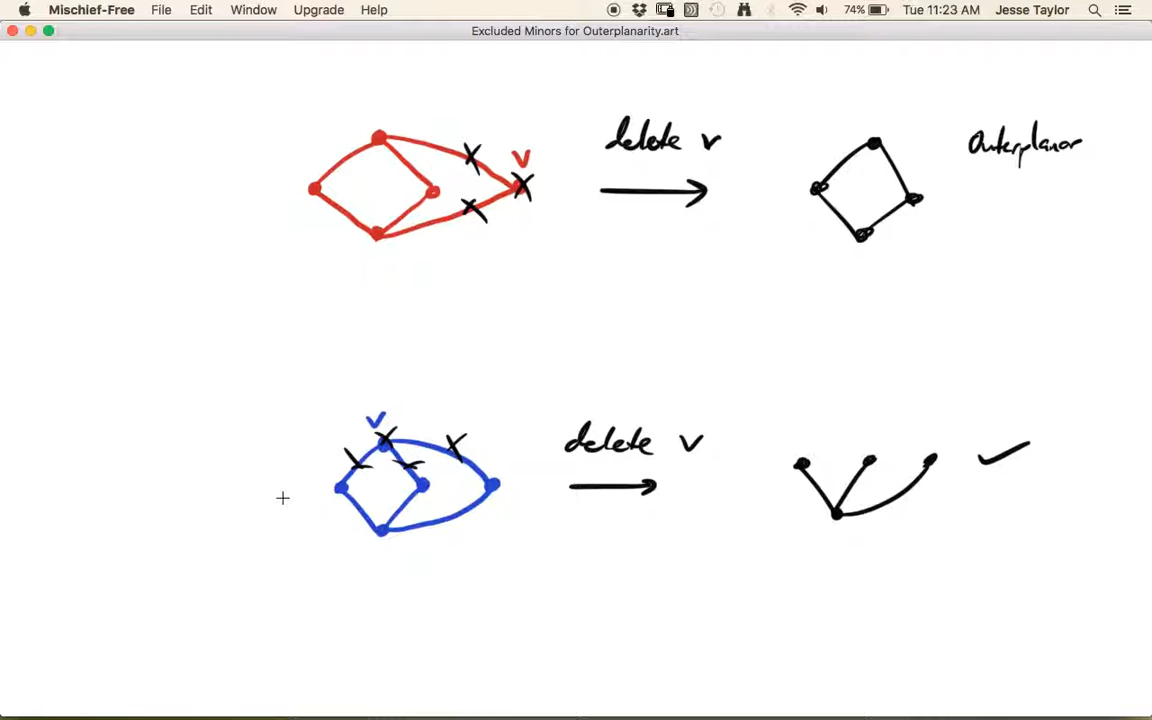 Mischief-Free File Edit Window Upgrade Help 74% Tue 11:23 AM Jesse Taylor
Excluded Minors for Outerplanarity.art
delete v
v
Outerplanar
v
delete v